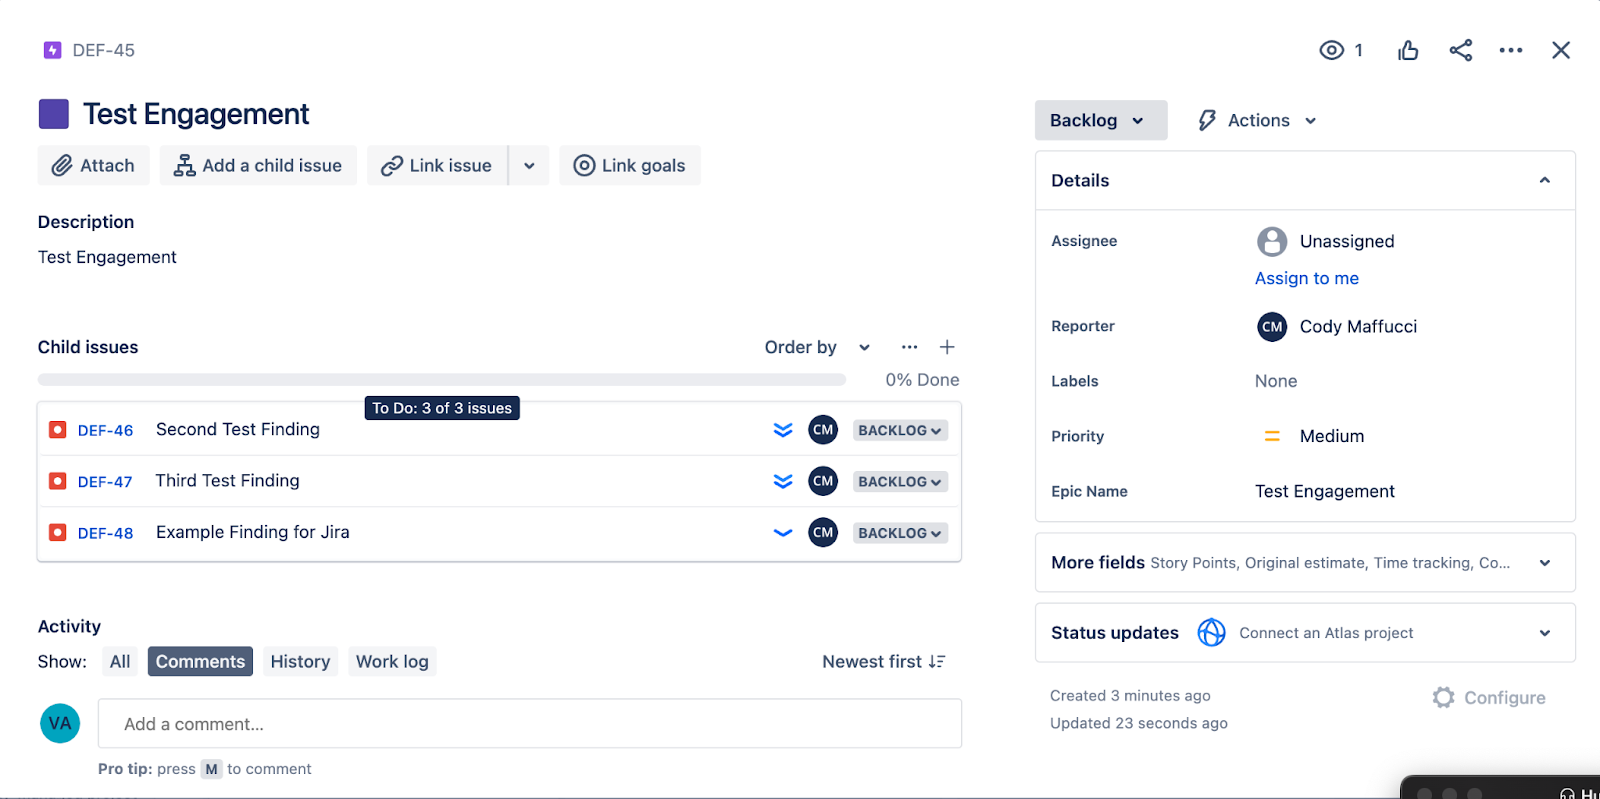 DEF-45
1
Test Engagement
Backlog
Actions
Attach
Add a child issue
Link issue
Link goals
Details
Description
Test Engagement
Assignee
Unassigned
Assign to me
Reporter
CM
Cody Maffucci
Child issues
Order by
0% Done
Labels
None
To Do: 3 of 3 issues
DEF-46 Second Test Finding CM BACKLOG
DEF-47 Third Test Finding CM BACKLOG
DEF-48 Example Finding for Jira CM BACKLOG
Priority
Medium
Epic Name
Test Engagement
More fields Story Points, Original estimate, Time tracking, Co...
Status updates
Connect an Atlas project
Activity
Show: All Comments History Work log
Newest first
Created 3 minutes ago
Updated 23 seconds ago
Configure
VA
Add a comment...
Pro tip: press M to comment